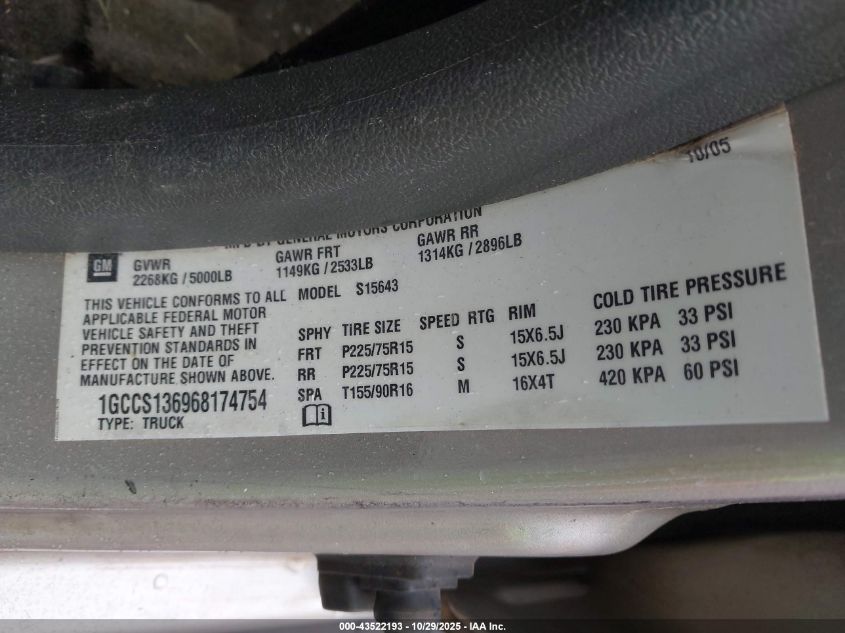 10/05
MFD BY GENERAL MOTORS CORPORATION
GM
GVWR GAWR FRT GAWR RR
2268KG / 5000LB 1149KG / 2533LB 1314KG / 2896LB
THIS VEHICLE CONFORMS TO ALL
APPLICABLE FEDERAL MOTOR
VEHICLE SAFETY AND THEFT
PREVENTION STANDARDS IN
EFFECT ON THE DATE OF
MANUFACTURE SHOWN ABOVE.
1GCCS136968174754
TYPE: TRUCK
MODEL S15643
SPHY TIRE SIZE SPEED RTG RIM COLD TIRE PRESSURE
FRT P225/75R15 S 15X6.5J 230 KPA 33 PSI
RR P225/75R15 S 15X6.5J 230 KPA 33 PSI
SPA T155/90R16 M 16X4T 420 KPA 60 PSI
000-43522193 - 10/29/2025 - IAA Inc.